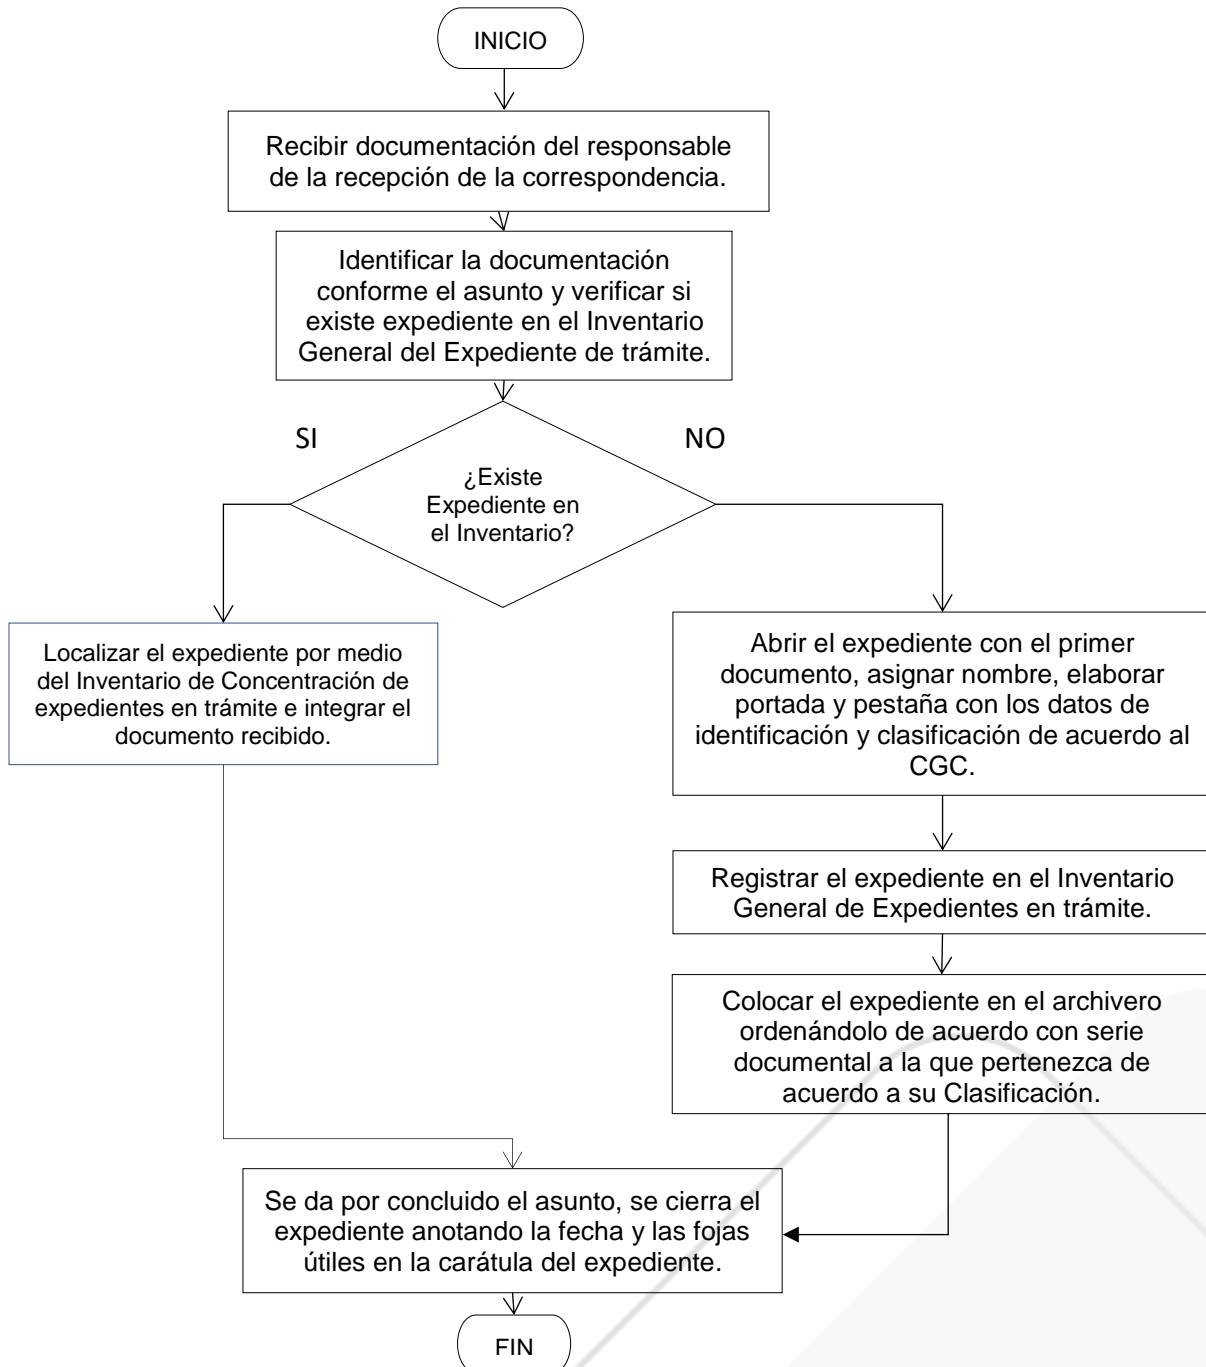 INICIO
Recibir documentación del responsable
de la recepción de la correspondencia.
Identificar la documentación
conforme el asunto y verificar si
existe expediente en el Inventario
General del Expediente de trámite.
SI
NO
¿Existe
Expediente en
el Inventario?
Localizar el expediente por medio
del Inventario de Concentración de
expedientes en trámite e integrar el
documento recibido.
Abrir el expediente con el primer
documento, asignar nombre, elaborar
portada y pestaña con los datos de
identificación y clasificación de acuerdo al
CGC.
Registrar el expediente en el Inventario
General de Expedientes en trámite.
Colocar el expediente en el archivero
ordenándolo de acuerdo con serie
documental a la que pertenezca de
acuerdo a su Clasificación.
Se da por concluido el asunto, se cierra el
expediente anotando la fecha y las fojas
útiles en la carátula del expediente.
FIN